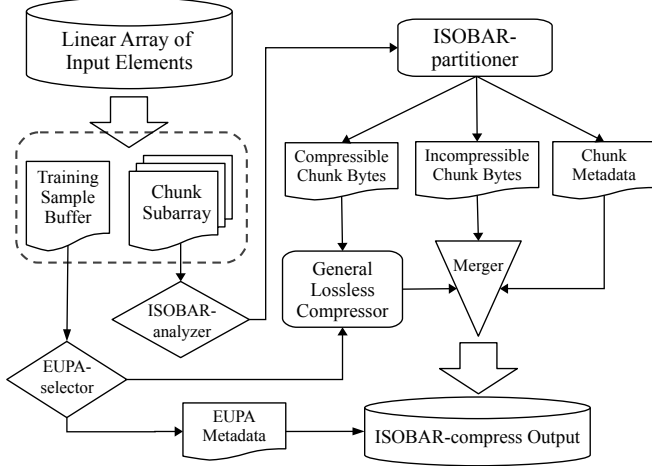 Linear Array of
Input Elements
ISOBAR-
partitioner
Training
Sample
Buffer
Chunk
Subarray
Compressible
Chunk Bytes
Incompressible
Chunk Bytes
Chunk
Metadata
ISOBAR-
analyzer
General
Lossless
Compressor
Merger
EUPA-
selector
EUPA
Metadata
ISOBAR-compress Output